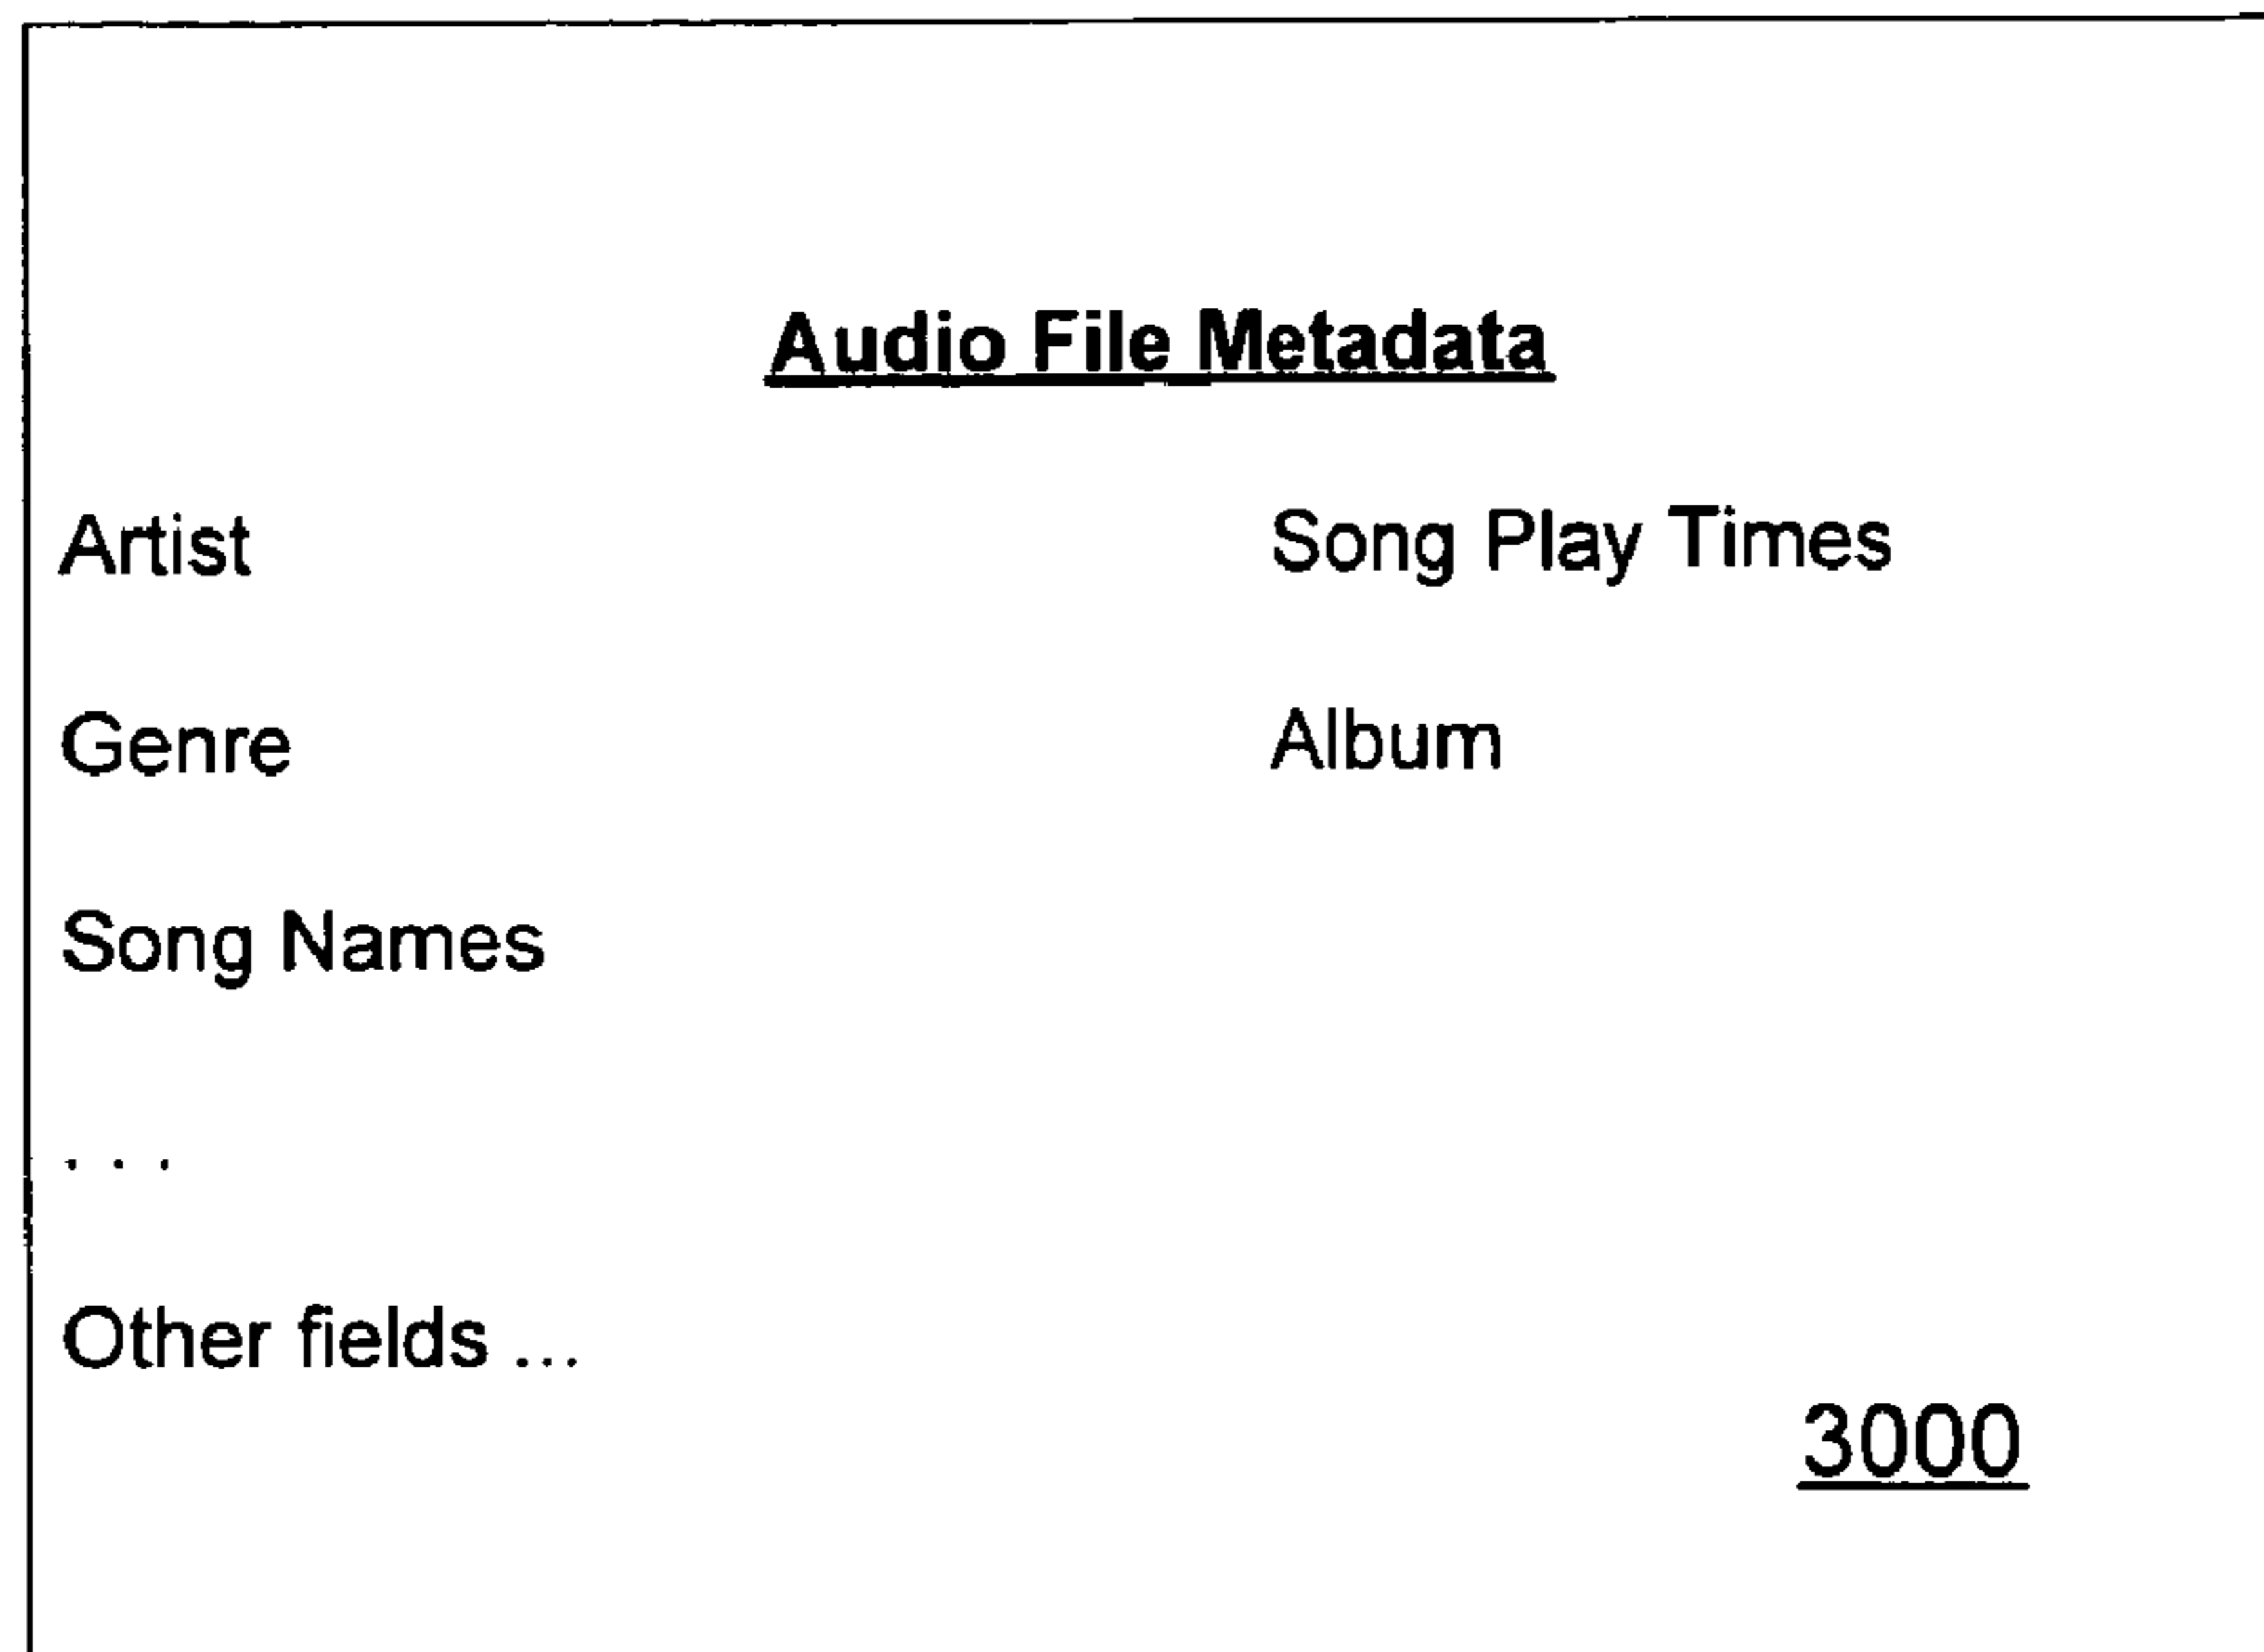 Audio File Metadata
Artist Song Play Times
Genre Album
Song Names
. . .
Other fields ...
3000